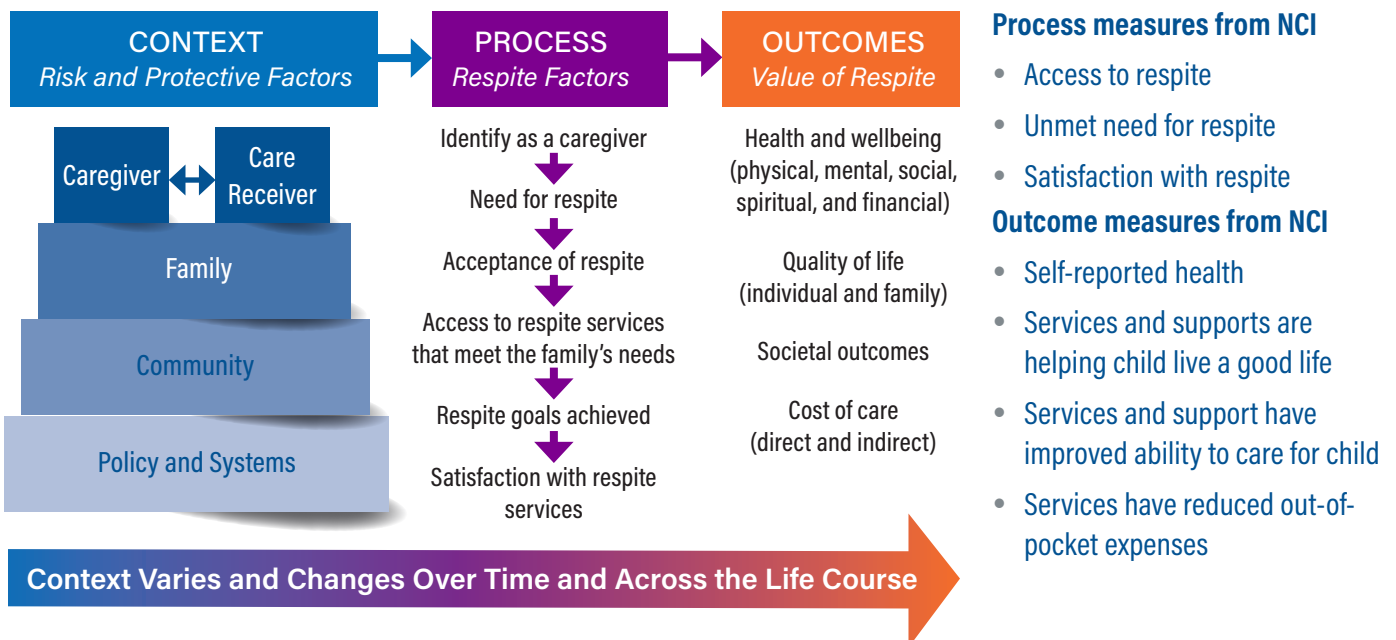 CONTEXT
Risk and Protective Factors
PROCESS
Respite Factors
OUTCOMES
Value of Respite
Caregiver
Care
Receiver
Family
Community
Policy and Systems
Identify as a caregiver
Need for respite
Acceptance of respite
Access to respite services
that meet the family’s needs
Respite goals achieved
Satisfaction with respite
services
Health and wellbeing
(physical, mental, social,
spiritual, and financial)
Quality of life
(individual and family)
Societal outcomes
Cost of care
(direct and indirect)
Context Varies and Changes Over Time and Across the Life Course
Process measures from NCI
• Access to respite
• Unmet need for respite
• Satisfaction with respite
Outcome measures from NCI
• Self-reported health
• Services and supports are
helping child live a good life
• Services and support have
improved ability to care for child
• Services have reduced out-of-
pocket expenses